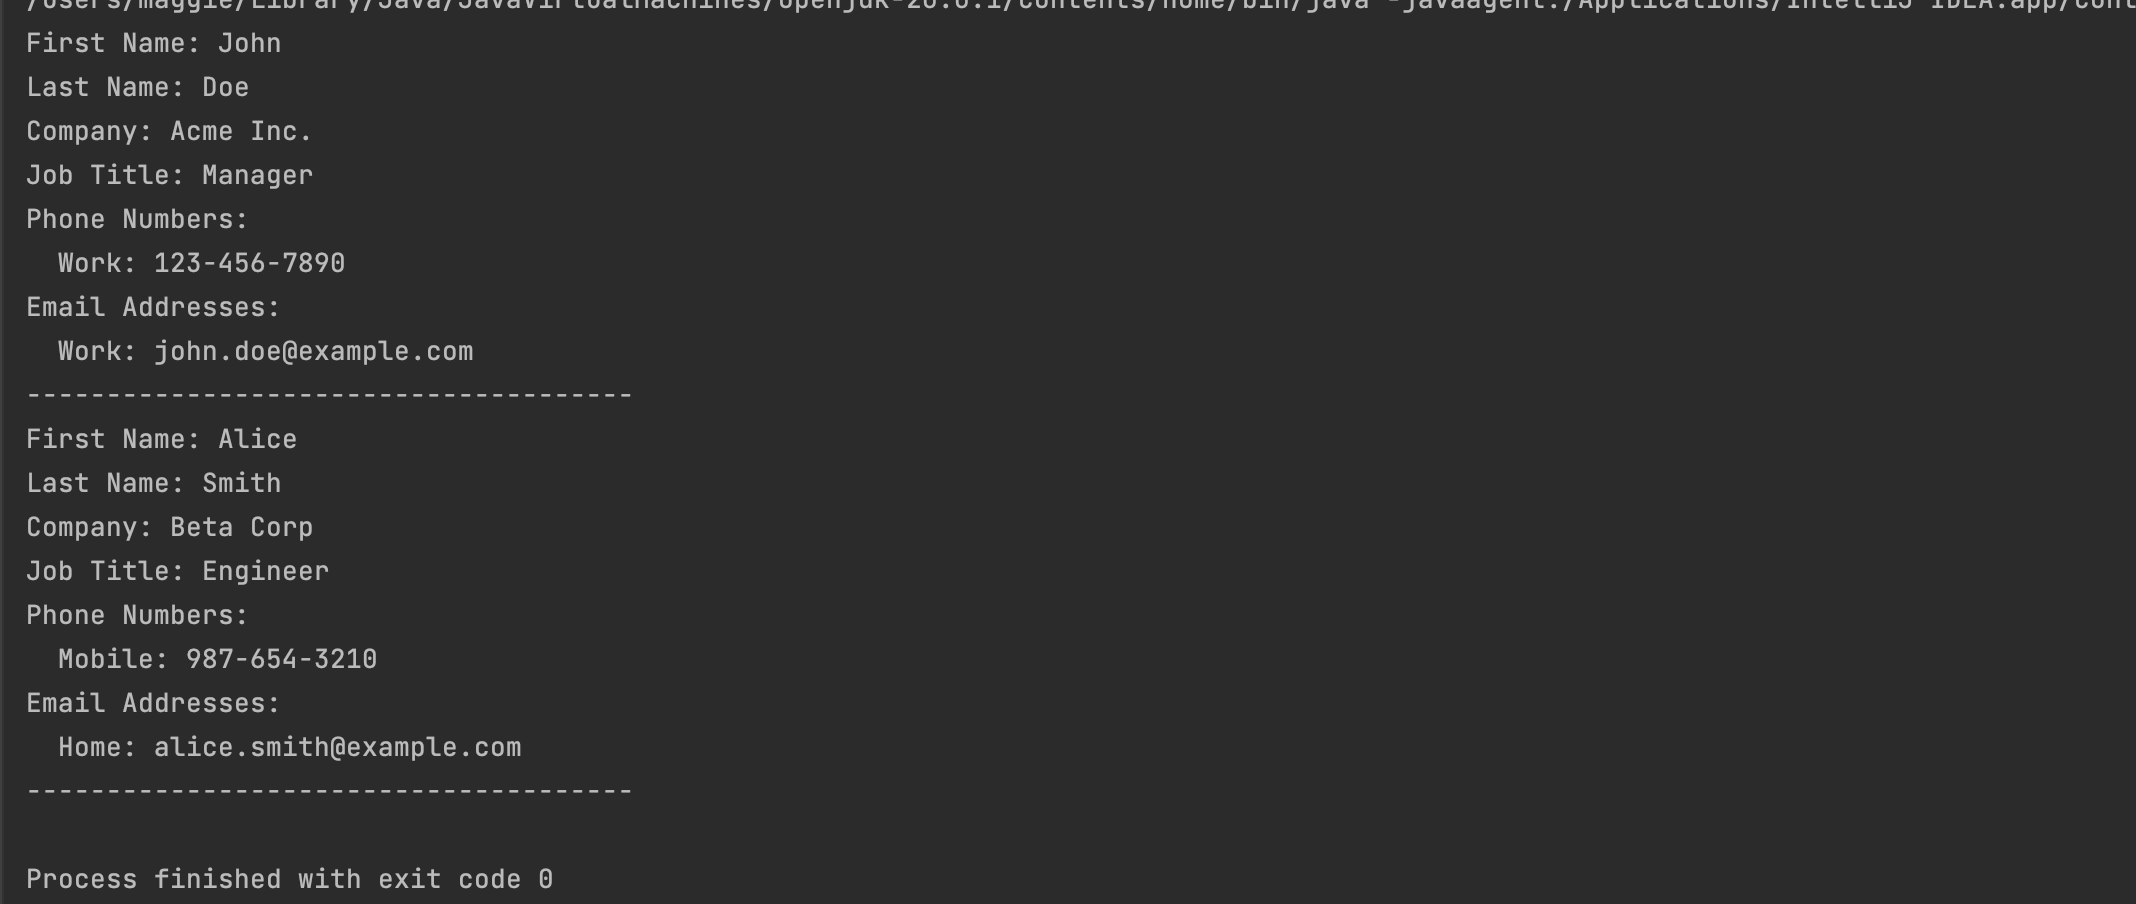 /Users/maggie/Library/Java/JavaVirtualMachines/openjdk-20.0.1/Contents/Home/bin/java -javaagent:/Applications/IntelliJ IDEA.app/Cont
First Name: John
Last Name: Doe
Company: Acme Inc.
Job Title: Manager
Phone Numbers:
  Work: 123-456-7890
Email Addresses:
  Work: john.doe@example.com
--------------------------------------
First Name: Alice
Last Name: Smith
Company: Beta Corp
Job Title: Engineer
Phone Numbers:
  Mobile: 987-654-3210
Email Addresses:
  Home: alice.smith@example.com
--------------------------------------
Process finished with exit code 0